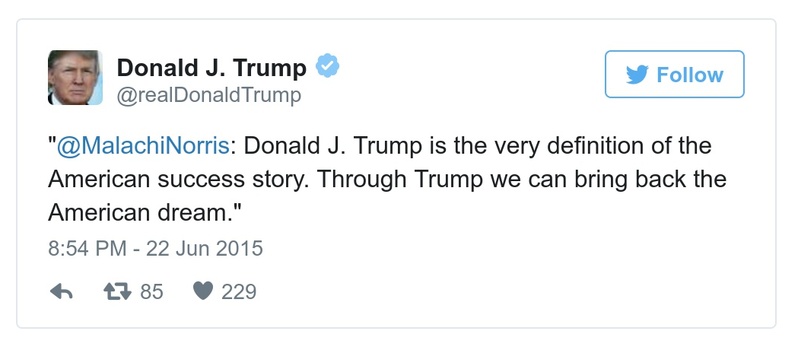 Donald J. Trump
@realDonaldTrump
Follow
"@MalachiNorris: Donald J. Trump is the very definition of the
American success story. Through Trump we can bring back the
American dream."
8:54 PM - 22 Jun 2015
85 229